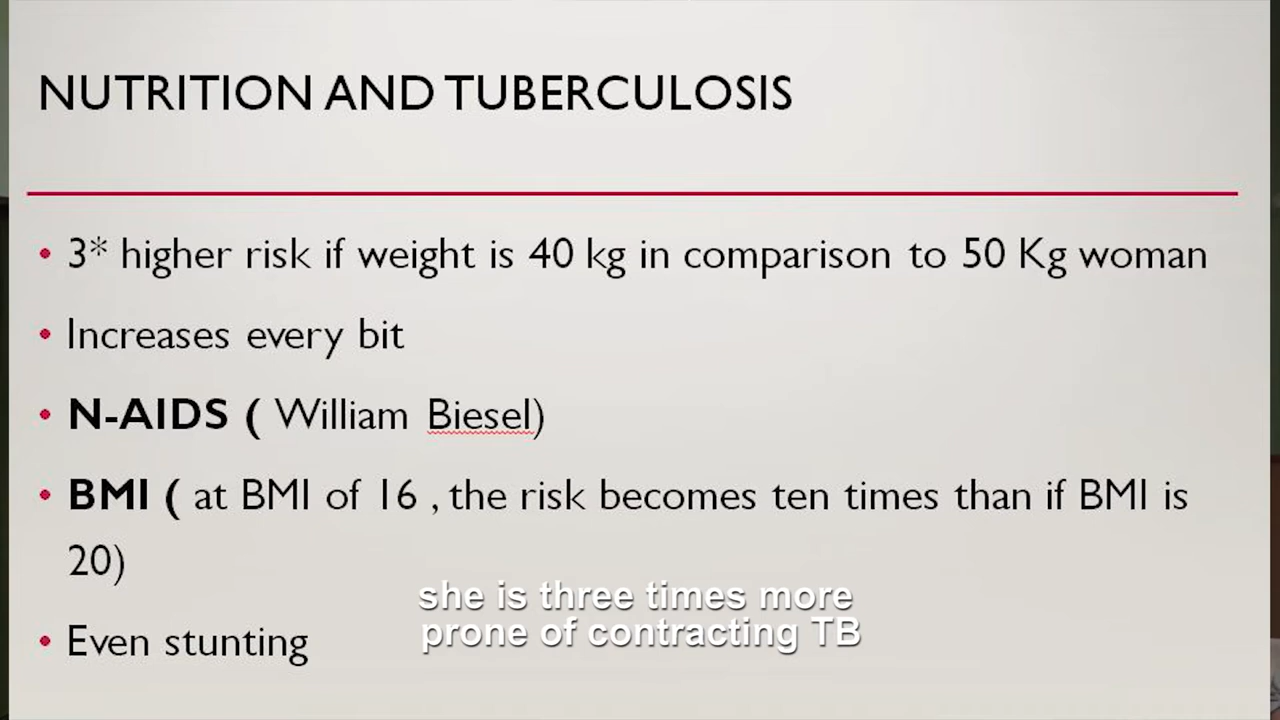 NUTRITION AND TUBERCULOSIS
• 3* higher risk if weight is 40 kg in comparison to 50 Kg woman
• Increases every bit
• N-AIDS ( William Biesel)
• BMI ( at BMI of 16 , the risk becomes ten times than if BMI is
20)
she is three times more
prone of contracting TB
• Even stunting